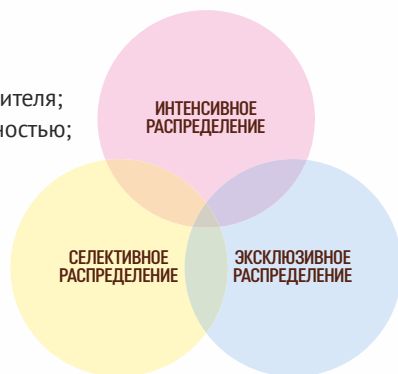 ителя;
ностью;
ИНТЕНСИВНОЕ
РАСПРЕДЕЛЕНИЕ
СЕЛЕКТИВНОЕ
РАСПРЕДЕЛЕНИЕ
ЭКСКЛЮЗИВНОЕ
РАСПРЕДЕЛЕНИЕ